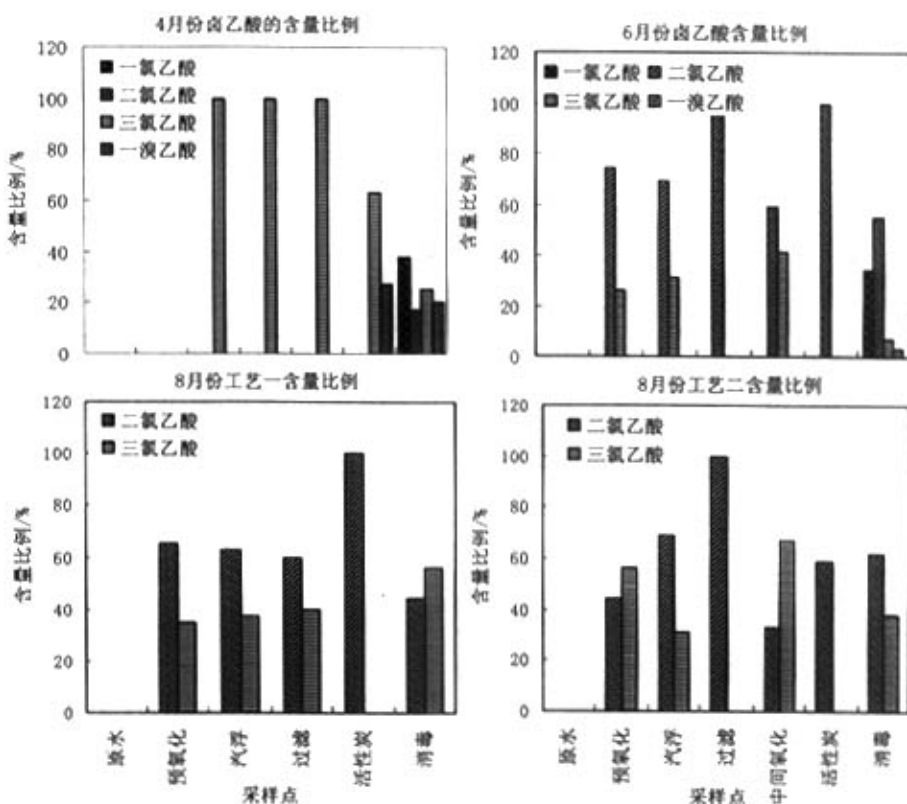 4月份卤乙酸的含量比例
120
100
80
60
40
20
0
含量比例/%
一氯乙酸
二氯乙酸
三氯乙酸
一溴乙酸
6月份卤乙酸含量比例
120
100
80
60
40
20
0
含量比例/%
一氯乙酸 二氯乙酸
三氯乙酸 一溴乙酸
8月份工艺一含量比例
120
100
80
60
40
20
0
含量比例/%
二氯乙酸
三氯乙酸
原水
预氧化
汽浮
过滤
活性炭
消毒
采样点
8月份工艺二含量比例
120
100
80
60
40
20
0
含量比例/%
二氯乙酸
三氯乙酸
原水
预氧化
汽浮
过滤
中间氧化
活性炭
消毒
采样点